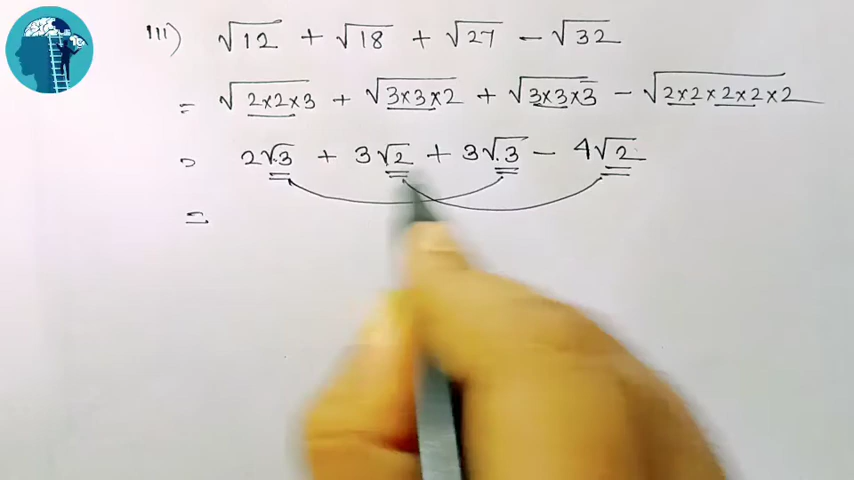 III) √12 + √18 + √27 - √32
= √2×2×3 + √3×3×2 + √3×3×3 - √2×2×2×2×2
= 2√3 + 3√2 + 3√3 - 4√2
=